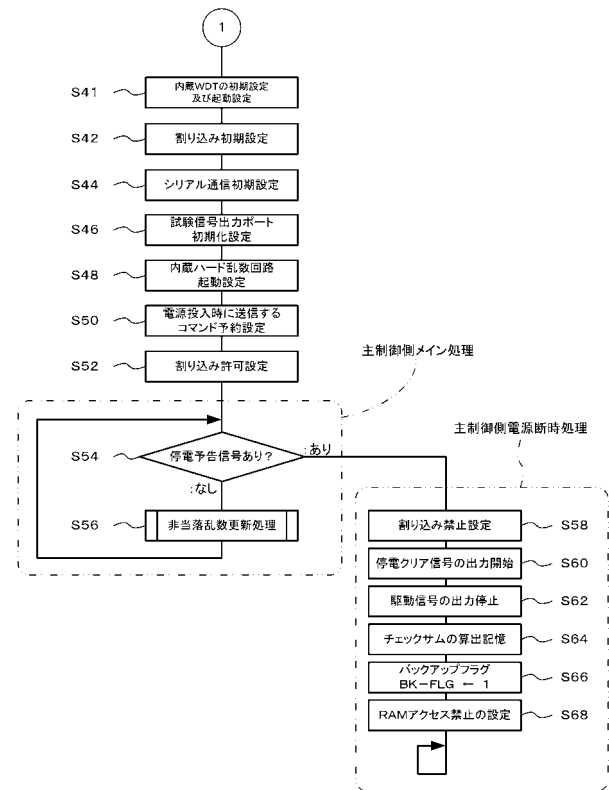 1
S41
内蔵WDTの初期設定
及び起動設定
S42
割り込み初期設定
S44
シリアル通信初期設定
S46
試験信号出力ポート
初期化設定
S48
内蔵ハード乱数回路
起動設定
S50
電源投入時に送信する
コマンド予約設定
S52
割り込み許可設定
主制御側メイン処理
S54
停電予告信号あり?
:あり
:なし
S56
非当落乱数更新処理
主制御側電源断時処理
割り込み禁止設定
S58
停電クリア信号の出力開始
S60
駆動信号の出力停止
S62
チェックサムの算出記憶
S64
バックアップフラグ
BK-FLG ← 1
S66
RAMアクセス禁止の設定
S68